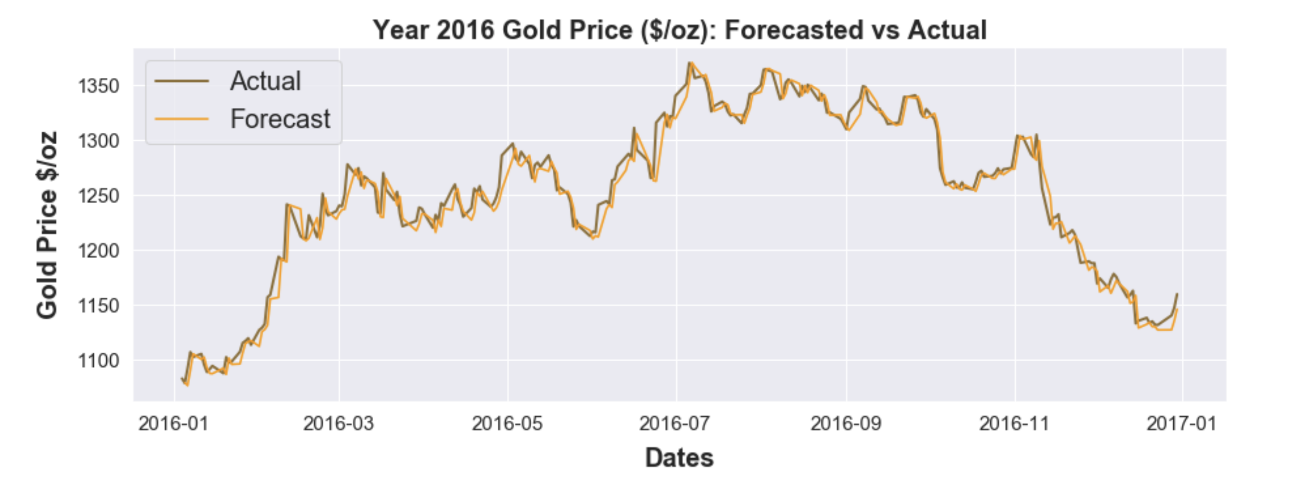 Year 2016 Gold Price ($/oz): Forecasted vs Actual
Actual
Forecast
Gold Price $/oz
1350
1300
1250
1200
1150
1100
2016-01 2016-03 2016-05 2016-07 2016-09 2016-11 2017-01
Dates